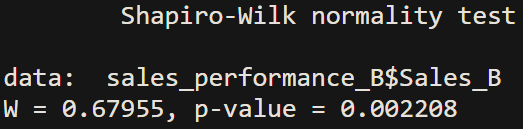 Shapiro-Wilk normality test
data:  sales_performance_B$Sales_B
W = 0.67955, p-value = 0.002208